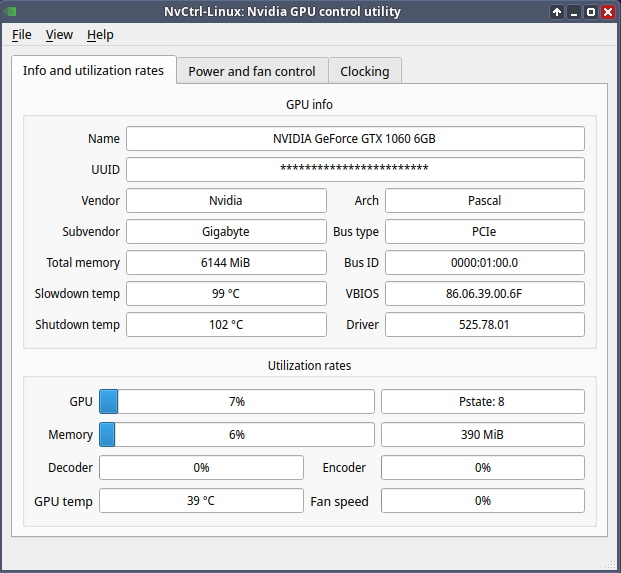 NvCtrl-Linux: Nvidia GPU control utility
File View Help
Info and utilization rates Power and fan control Clocking
GPU info
Name NVIDIA GeForce GTX 1060 6GB
UUID ************************
Vendor Nvidia Arch Pascal
Subvendor Gigabyte Bus type PCIe
Total memory 6144 MiB Bus ID 0000:01:00.0
Slowdown temp 99 °C VBIOS 86.06.39.00.6F
Shutdown temp 102 °C Driver 525.78.01
Utilization rates
GPU 7% Pstate: 8
Memory 6% 390 MiB
Decoder 0% Encoder 0%
GPU temp 39 °C Fan speed 0%